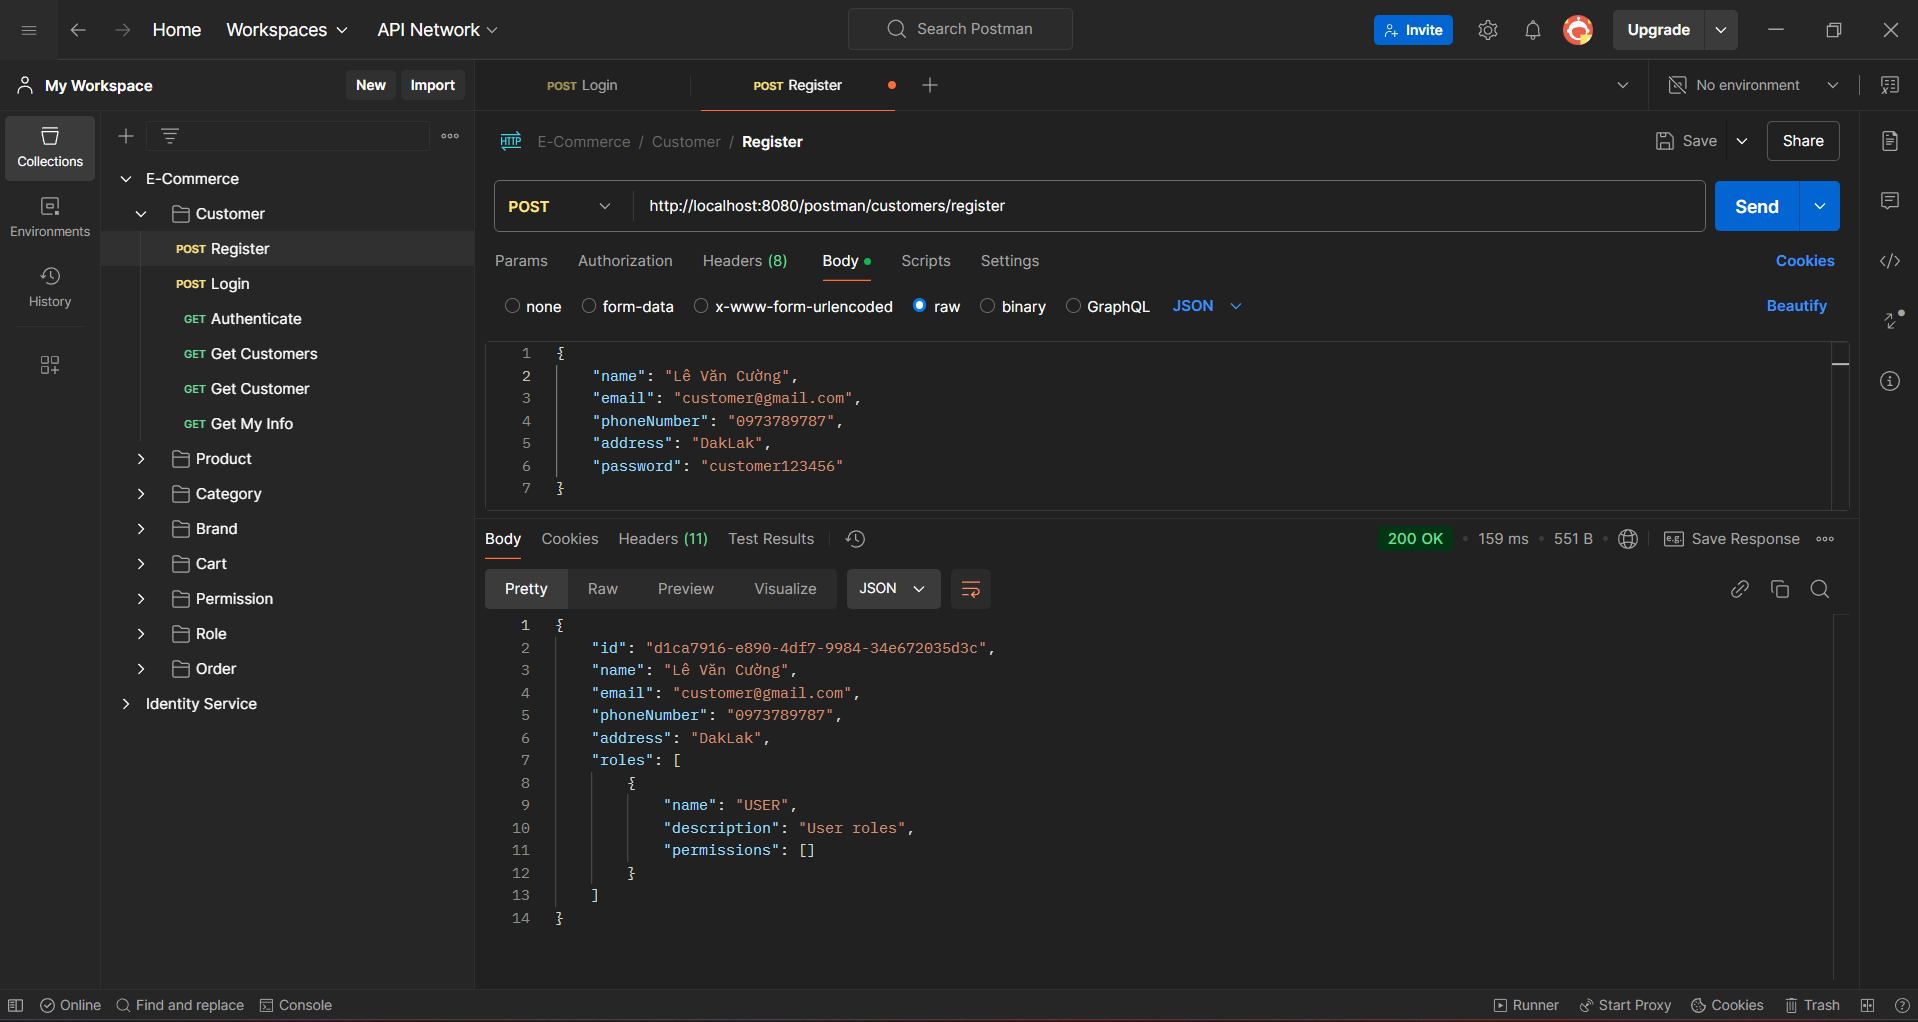 Home Workspaces API Network Search Postman Invite Upgrade
My Workspace New Import POST Login POST Register No environment
Collections
Environments
History
E-Commerce
Customer
POST Register
POST Login
GET Authenticate
GET Get Customers
GET Get Customer
GET Get My Info
Product
Category
Brand
Cart
Permission
Role
Order
Identity Service
HTTP E-Commerce / Customer / Register Save Share
POST http://localhost:8080/postman/customers/register Send
Params Authorization Headers (8) Body Scripts Settings Cookies
none form-data x-www-form-urlencoded raw binary GraphQL JSON Beautify
1 {
2 "name": "Lê Văn Cường",
3 "email": "customer@gmail.com",
4 "phoneNumber": "0973789787",
5 "address": "DakLak",
6 "password": "customer123456"
7 }
Body Cookies Headers (11) Test Results 200 OK • 159 ms • 551 B • e.g. Save Response
Pretty Raw Preview Visualize JSON
1 {
2 "id": "d1ca7916-e890-4df7-9984-34e672035d3c",
3 "name": "Lê Văn Cường",
4 "email": "customer@gmail.com",
5 "phoneNumber": "0973789787",
6 "address": "DakLak",
7 "roles": [
8 {
9 "name": "USER",
10 "description": "User roles",
11 "permissions": []
12 }
13 ]
14 }
Online Find and replace Console Runner Start Proxy Cookies Trash